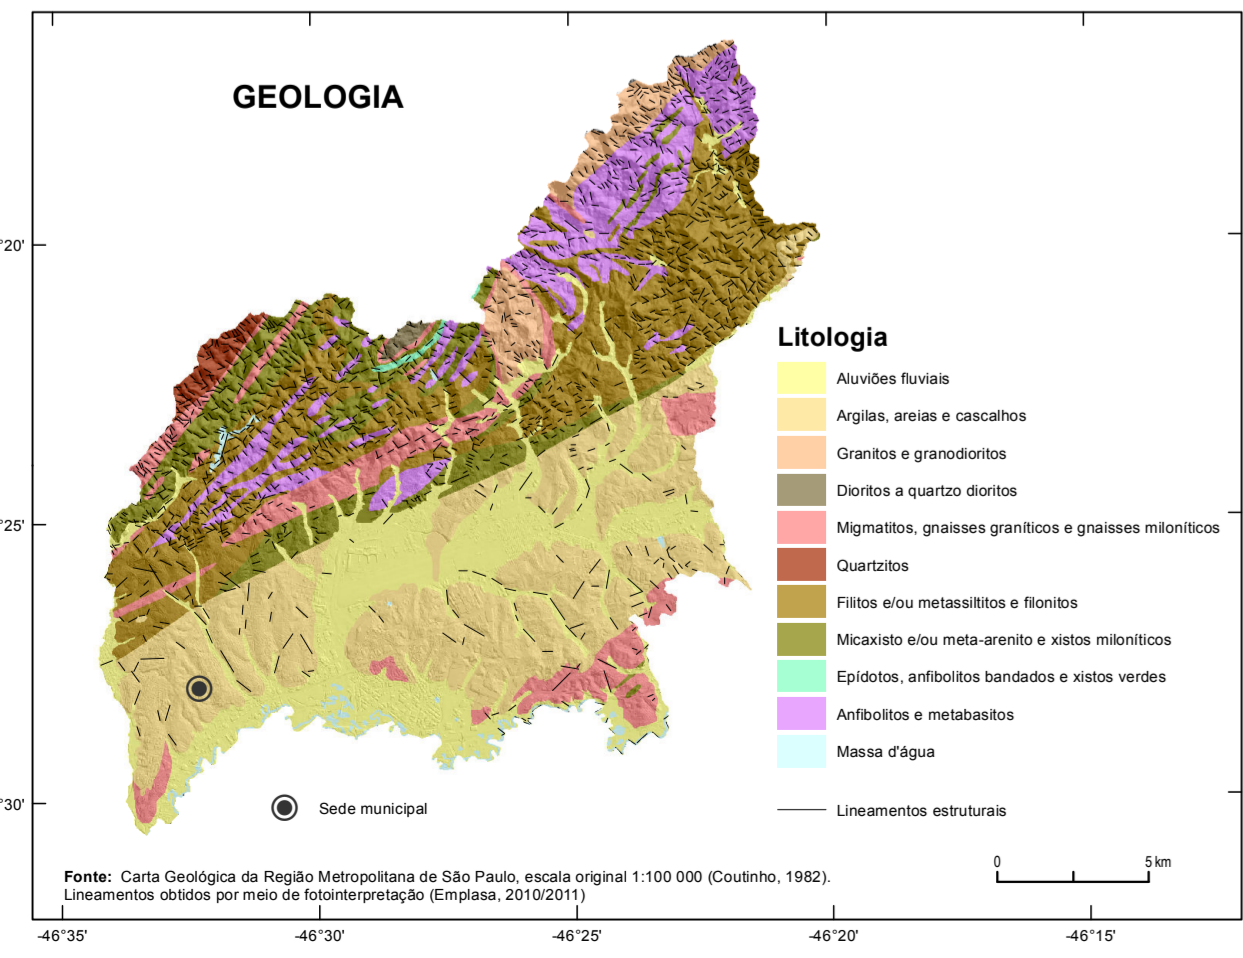 GEOLOGIA
°20'
°25'
°30'
Litologia
Aluviões fluviais
Argilas, areias e cascalhos
Granitos e granodioritos
Dioritos a quartzo dioritos
Migmatitos, gnaisses graníticos e gnaisses miloníticos
Quartzitos
Filitos e/ou metassiltitos e filonitos
Micaxisto e/ou meta-arenito e xistos miloníticos
Epídotos, anfibolitos bandados e xistos verdes
Anfibolitos e metabasitos
Massa d'água
Lineamentos estruturais
Sede municipal
0 5 km
Fonte: Carta Geológica da Região Metropolitana de São Paulo, escala original 1:100 000 (Coutinho, 1982).
Lineamentos obtidos por meio de fotointerpretação (Emplasa, 2010/2011)
-46°35' -46°30' -46°25' -46°20' -46°15'